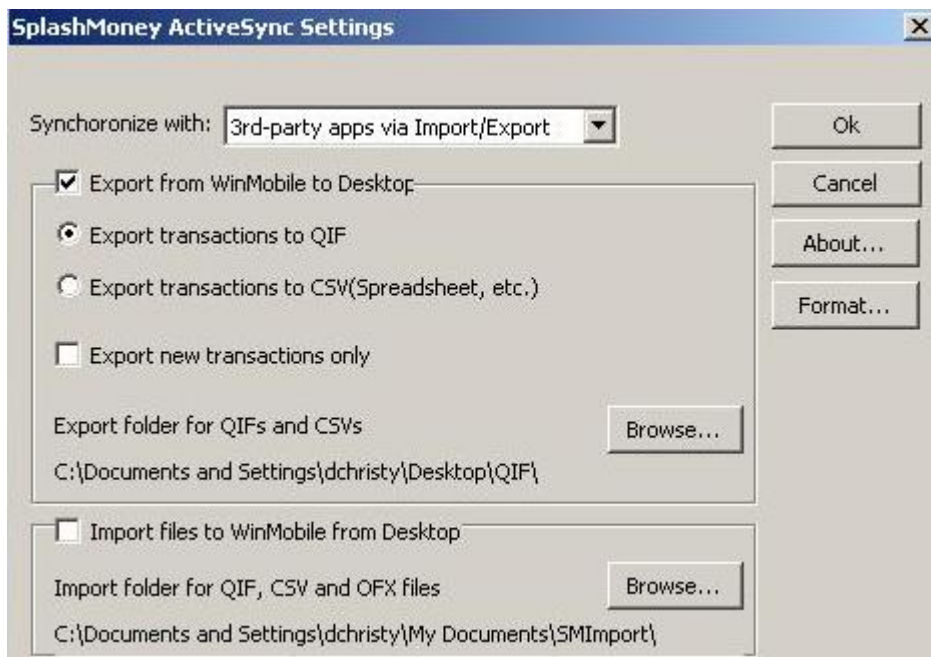 SplashMoney ActiveSync Settings
Synchoronize with: 3rd-party apps via Import/Export
Ok
Export from WinMobile to Desktop
Cancel
Export transactions to QIF
About...
Export transactions to CSV(Spreadsheet, etc.)
Format...
Export new transactions only
Export folder for QIFs and CSVs
Browse...
C:\Documents and Settings\dchristy\Desktop\QIF\
Import files to WinMobile from Desktop
Import folder for QIF, CSV and OFX files
Browse...
C:\Documents and Settings\dchristy\My Documents\SMImport\